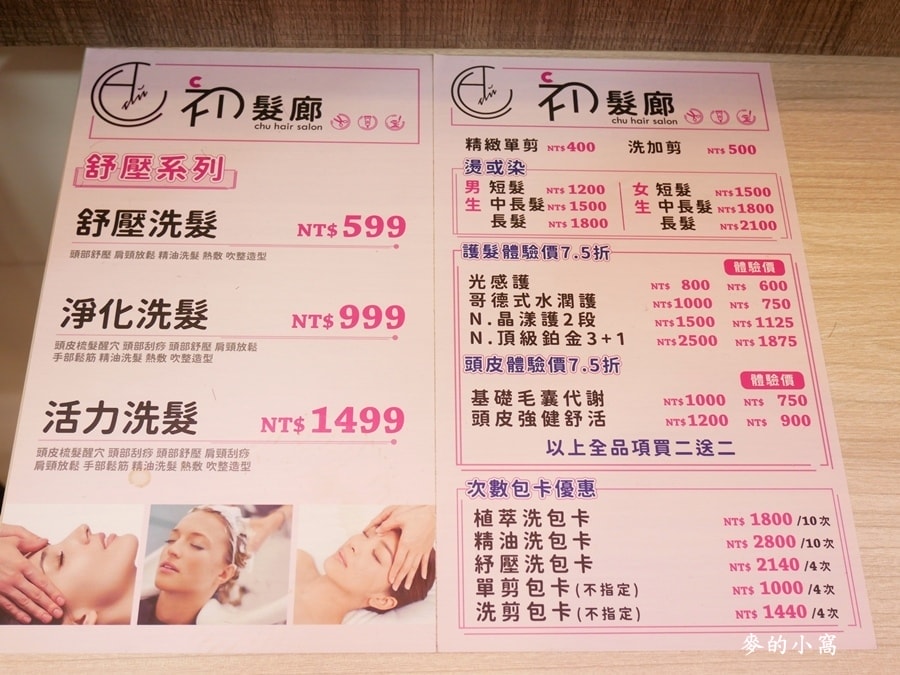 Chu
初髮廊
chu hair salon
舒壓系列
舒壓洗髮 NT$ 599
頭部舒壓 肩頸放鬆 精油洗髮 熱敷 吹整造型
淨化洗髮 NT$ 999
頭皮梳髮醒穴 頭部刮痧 頭部舒壓 肩頸放鬆
手部鬆筋 精油洗髮 熱敷 吹整造型
活力洗髮 NT$ 1499
頭皮梳髮醒穴 頭部刮痧 頭部舒壓 肩頸刮痧
肩頸放鬆 手部鬆筋 精油洗髮 熱敷 吹整造型
Chu
初髮廊
chu hair salon
精緻單剪 NT$ 400 洗加剪 NT$ 500
燙或染
男生 短髮 NT$ 1200 女生 短髮 NT$ 1500
中長髮 NT$ 1500 中長髮 NT$ 1800
長髮 NT$ 1800 長髮 NT$ 2100
護髮體驗價7.5折
體驗價
光感護 NT$ 800 NT$ 600
哥德式水潤護 NT$ 1000 NT$ 750
N.晶漾護2段 NT$ 1500 NT$ 1125
N.頂級鉑金3+1 NT$ 2500 NT$ 1875
頭皮體驗價7.5折
體驗價
基礎毛囊代謝 NT$ 1000 NT$ 750
頭皮強健舒活 NT$ 1200 NT$ 900
以上全品項買二送二
次數包卡優惠
植萃洗包卡 NT$ 1800 /10次
精油洗包卡 NT$ 2800 /10次
紓壓洗包卡 NT$ 2140 /4次
單剪包卡(不指定) NT$ 1000 /4次
洗剪包卡(不指定) NT$ 1440 /4次
麥的小窩